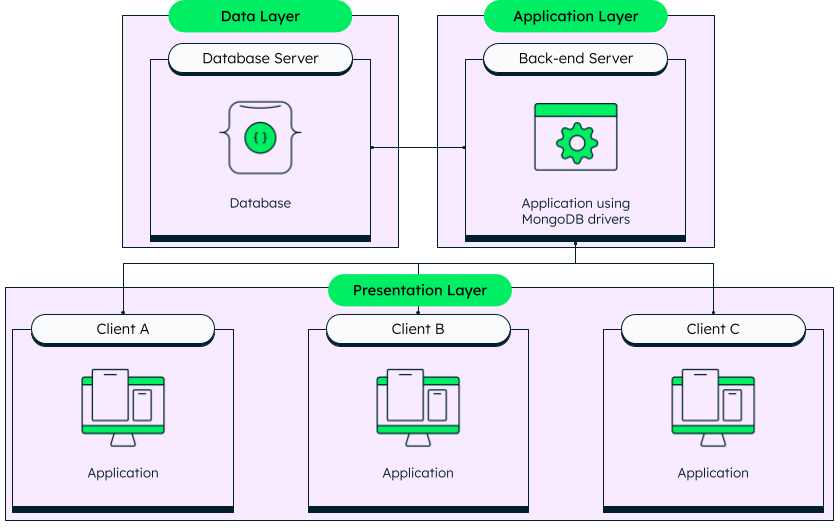 Data Layer
Application Layer
Database Server
Back-end Server
{ }
Database
Application using
MongoDB drivers
Presentation Layer
Client A
Client B
Client C
Application
Application
Application